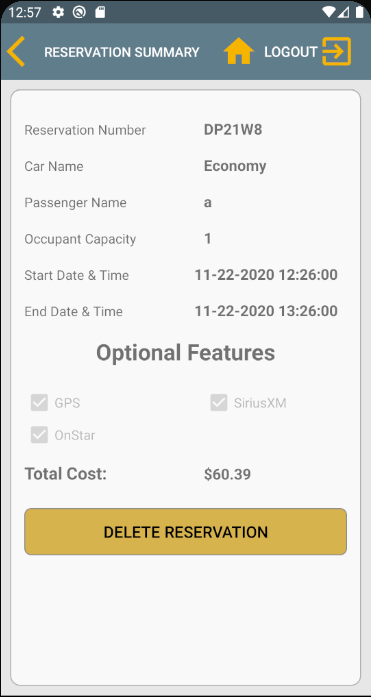 12:57
RESERVATION SUMMARY LOGOUT
Reservation Number DP21W8
Car Name Economy
Passenger Name a
Occupant Capacity 1
Start Date & Time 11-22-2020 12:26:00
End Date & Time 11-22-2020 13:26:00
Optional Features
GPS SiriusXM
OnStar
Total Cost: $60.39
DELETE RESERVATION